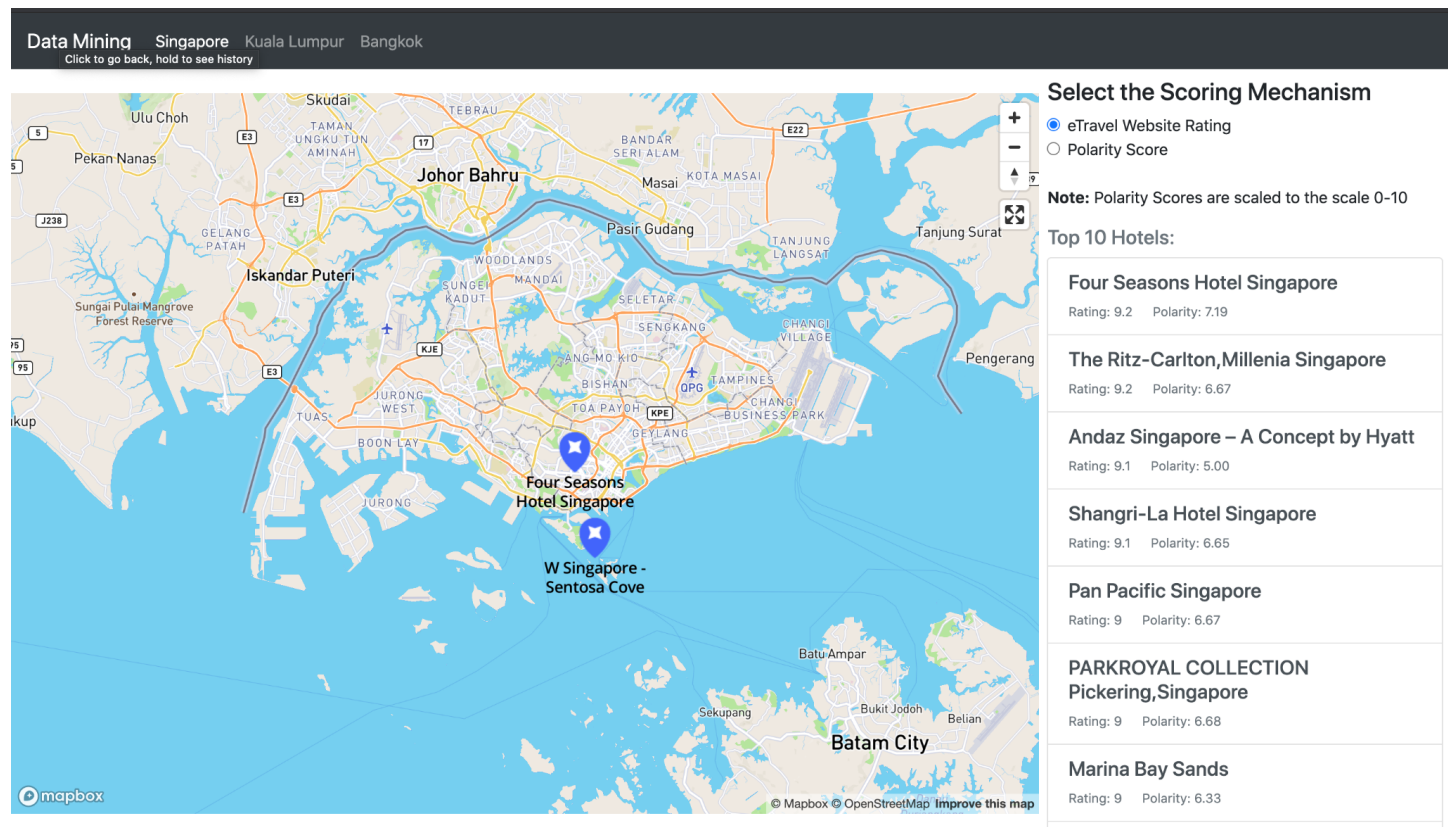 Data Mining
Singapore
Kuala Lumpur
Bangkok
Click to go back, hold to see history
Skudai
Ulu Choh
TEBRAU
5
E3
TAMAN
UNGKU TUN
AMINAH
17
E22
BANDAR
SERI ALAM
5
Pekan Nanas
Johor Bahru
Masai
KOTA MASAI
E3
J238
GELANG
PATAH
Pasir Gudang
Tanjung Surat
TANJUNG
LANGSAT
WOODLANDS
Iskandar Puteri
SUNGEI
KADUT
MANDAI
SELETAR
Sungai Pulai Mangrove
Forest Reserve
SENGKANG
CHANGI
VILLAGE
95
KJE
ANG MO KIO
Pengerang
95
E3
BISHAN
QPG
TAMPINES
JURONG
WEST
TOA PAYOH
KPE
CHANGI
BUSINESS PARK
TUAS
kup
GEYLANG
BOON LAY
Four Seasons
Hotel Singapore
JURONG
W Singapore -
Sentosa Cove
Batu Ampar
Sekupang
Bukit Jodoh
Belian
Batam City
mapbox
© Mapbox © OpenStreetMap Improve this map
Select the Scoring Mechanism
eTravel Website Rating
Polarity Score
Note: Polarity Scores are scaled to the scale 0-10
Top 10 Hotels:
Four Seasons Hotel Singapore
Rating: 9.2 Polarity: 7.19
The Ritz-Carlton,Millenia Singapore
Rating: 9.2 Polarity: 6.67
Andaz Singapore – A Concept by Hyatt
Rating: 9.1 Polarity: 5.00
Shangri-La Hotel Singapore
Rating: 9.1 Polarity: 6.65
Pan Pacific Singapore
Rating: 9 Polarity: 6.67
PARKROYAL COLLECTION
Pickering,Singapore
Rating: 9 Polarity: 6.68
Marina Bay Sands
Rating: 9 Polarity: 6.33